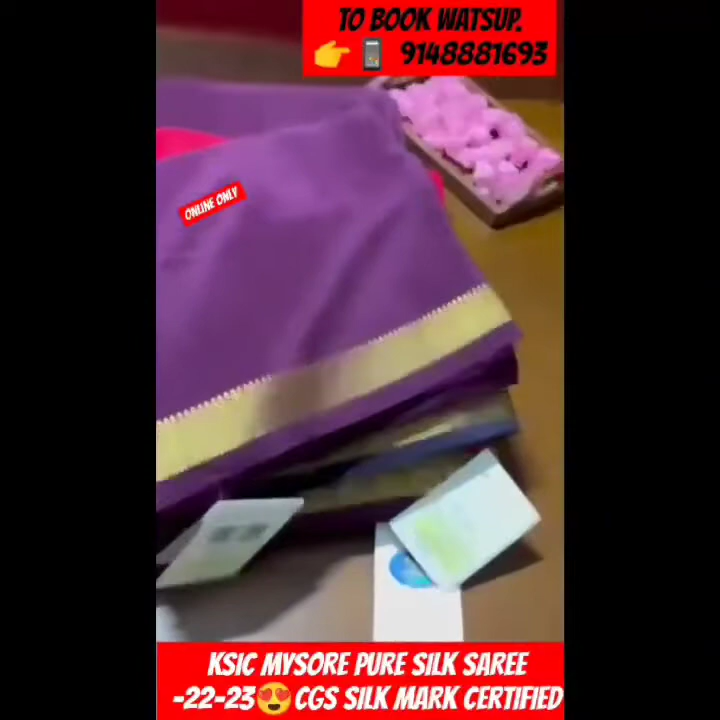 TO BOOK WATSUP.
👉📱 9148881693
ONLINE ONLY
KSIC MYSORE PURE SILK SAREE
-22-23😍CGS SILK MARK CERTIFIED